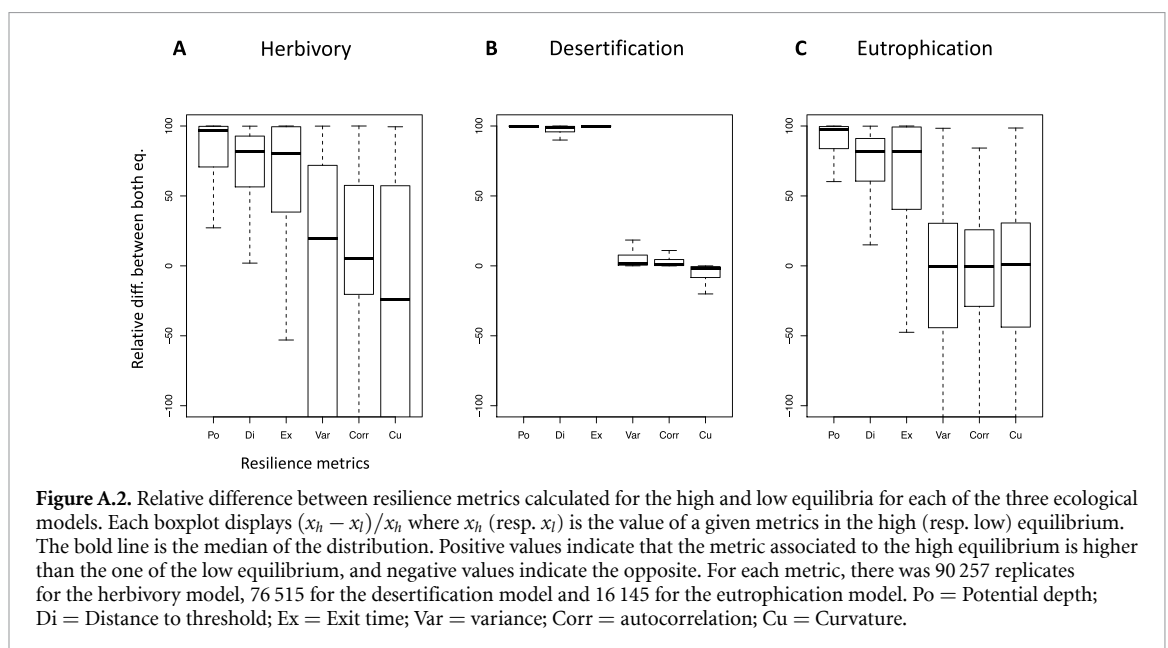 A Herbivory B Desertification C Eutrophication
Relative diff. between both eq.
100
50
0
−50
−100
Po Di Ex Var Corr Cu
Resilience metrics
100
50
0
−50
−100
Po Di Ex Var Corr Cu
100
50
0
−50
−100
Po Di Ex Var Corr Cu
Figure A.2. Relative difference between resilience metrics calculated for the high and low equilibria for each of the three ecological
models. Each boxplot displays (xₕ − xₗ)/xₕ where xₕ (resp. xₗ) is the value of a given metrics in the high (resp. low) equilibrium.
The bold line is the median of the distribution. Positive values indicate that the metric associated to the high equilibrium is higher
than the one of the low equilibrium, and negative values indicate the opposite. For each metric, there was 90 257 replicates
for the herbivory model, 76 515 for the desertification model and 16 145 for the eutrophication model. Po = Potential depth;
Di = Distance to threshold; Ex = Exit time; Var = variance; Corr = autocorrelation; Cu = Curvature.